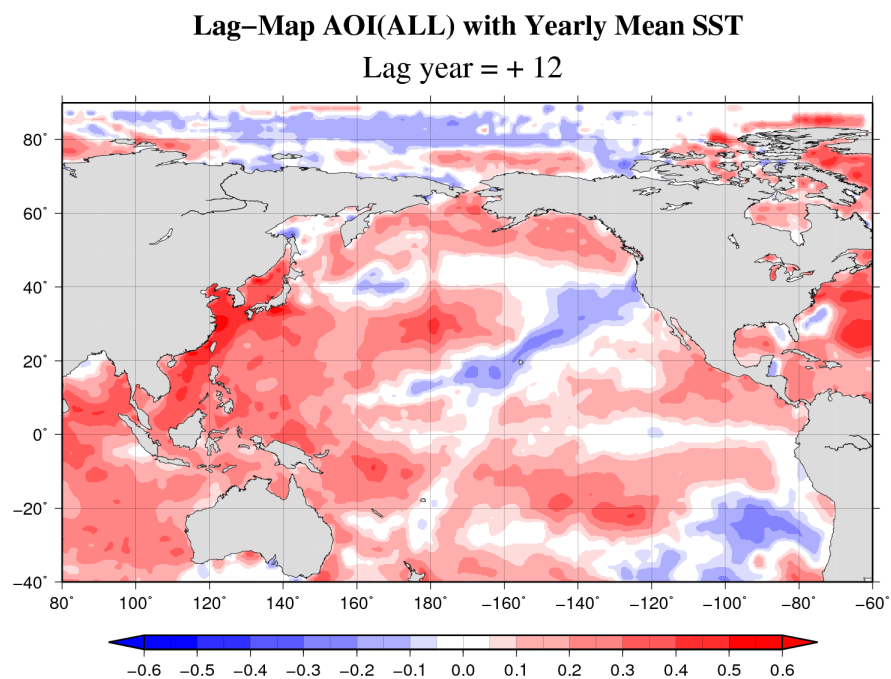 Lag−Map AOI(ALL) with Yearly Mean SST
Lag year = + 12
80˚
60˚
40˚
20˚
0˚
−20˚
−40˚
80 100˚ 120˚ 140˚ 160˚ 180˚ −160˚ −140˚ −120˚ −100˚ −80˚ −60˚
−0.6 −0.5 −0.4 −0.3 −0.2 −0.1 0.0 0.1 0.2 0.3 0.4 0.5 0.6